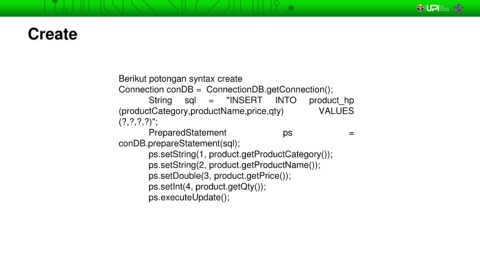 UPI
Create
Berikut potongan syntax create
Connection conDB = ConnectionDB.getConnection();
String sql = "INSERT INTO product_hp
(productCategory,productName,price,qty) VALUES
(?,?,?,?)";
PreparedStatement ps =
conDB.prepareStatement(sql);
ps.setString(1, product.getProductCategory());
ps.setString(2, product.getProductName());
ps.setDouble(3, product.getPrice());
ps.setInt(4, product.getQty());
ps.executeUpdate();